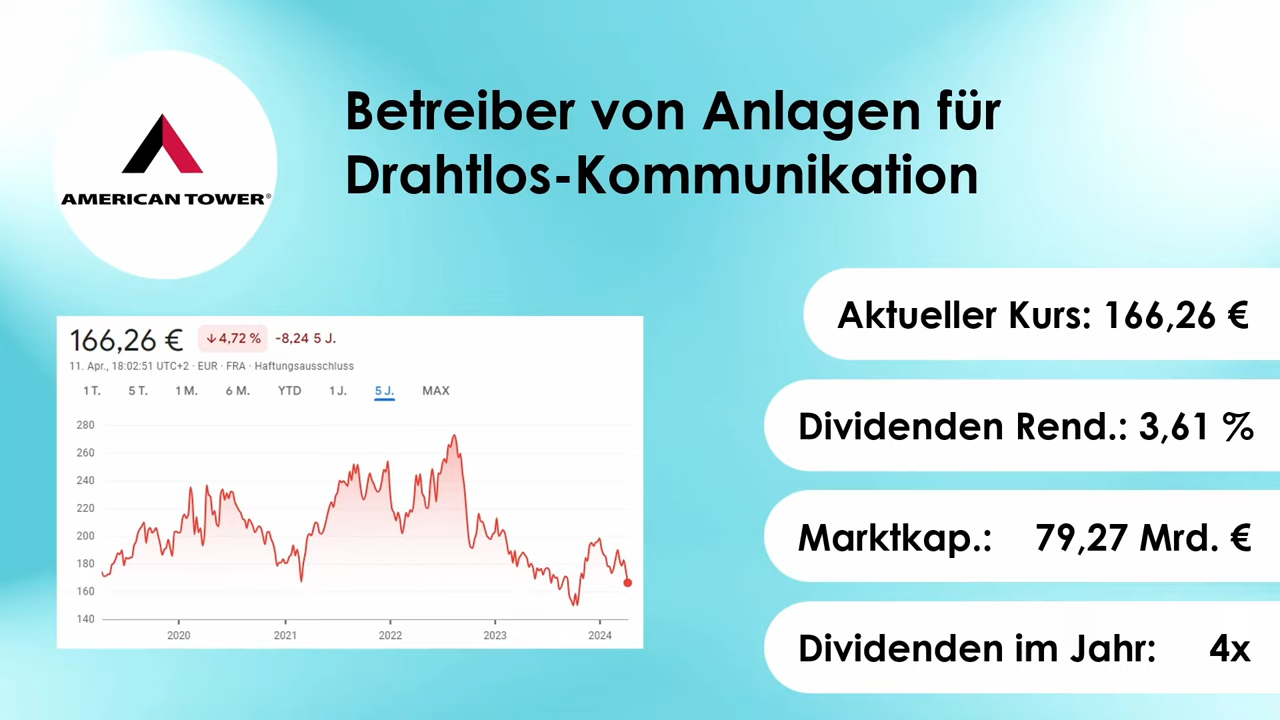 AMERICAN TOWER®
Betreiber von Anlagen für
Drahtlos-Kommunikation
166,26 € ↓4,72 % -8,24 5 J.
11. Apr., 18:02:51 UTC+2 · EUR · FRA · Haftungsausschluss
1 T. 5 T. 1 M. 6 M. YTD 1 J. 5 J. MAX
280
260
240
220
200
180
160
140
2020 2021 2022 2023 2024
Aktueller Kurs: 166,26 €
Dividenden Rend.: 3,61 %
Marktkap.: 79,27 Mrd. €
Dividenden im Jahr: 4x